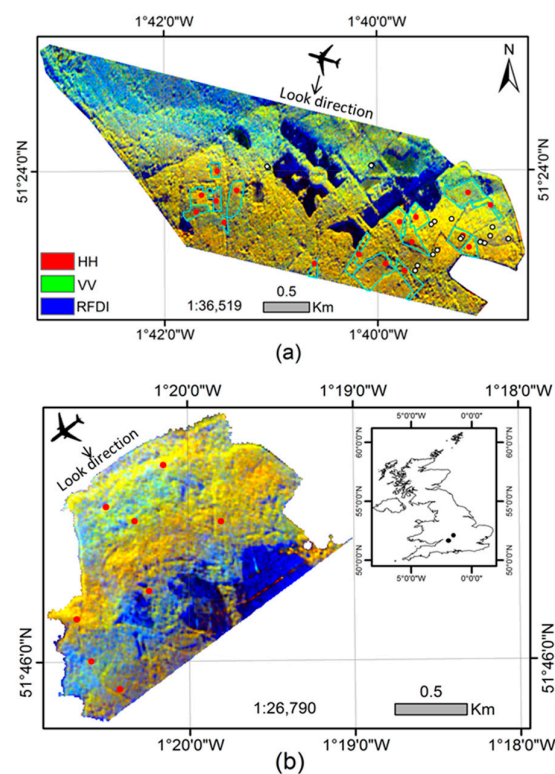 1°42'0"W 1°40'0"W
N
Look direction
51°24'0"N 51°24'0"N
HH
VV
RFDI
1:36,519
0.5
Km
1°42'0"W 1°40'0"W
(a)
1°20'0"W 1°19'0"W 1°18'0"W
Look direction
5°0'0"W 0°0'0"
60°0'0"N 60°0'0"N
55°0'0"N 55°0'0"N
50°0'0"N 50°0'0"N
5°0'0"W 0°0'0"
51°46'0"N 51°46'0"N
1:26,790
0.5
Km
1°20'0"W 1°19'0"W 1°18'0"W
(b)